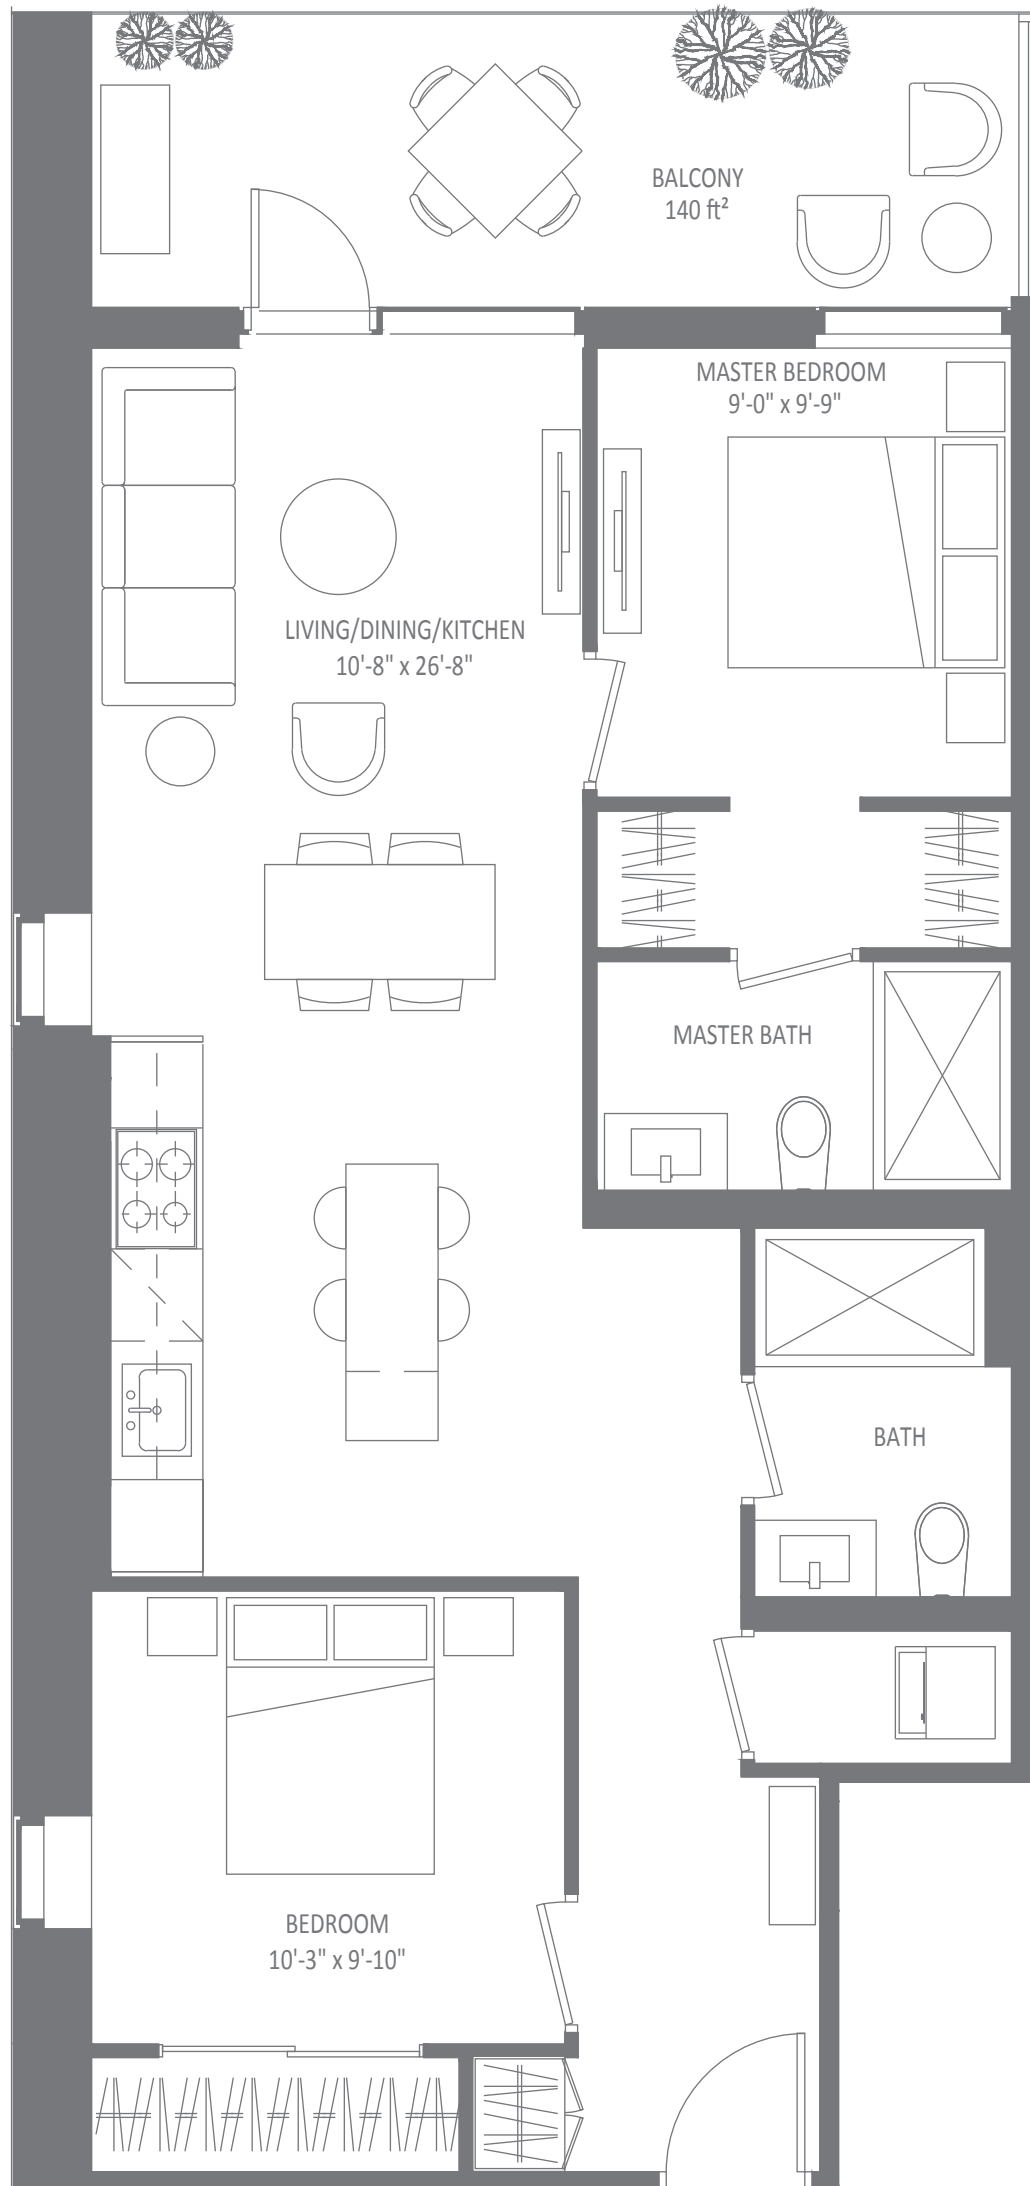 BALCONY
140 ft²
MASTER BEDROOM
9'-0" x 9'-9"
LIVING/DINING/KITCHEN
10'-8" x 26'-8"
MASTER BATH
BATH
BEDROOM
10'-3" x 9'-10"